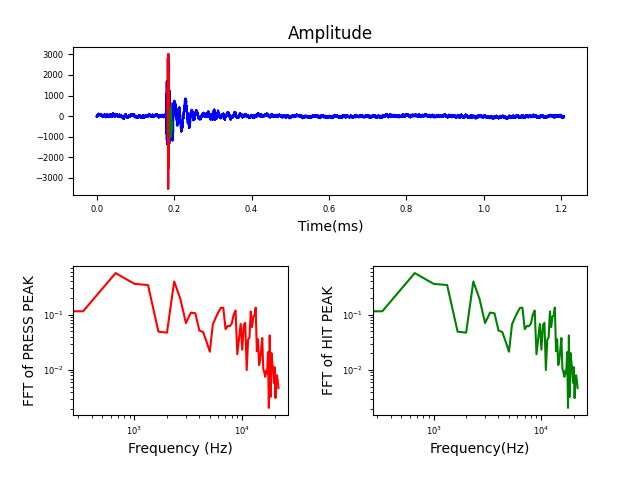 Amplitude
3000
2000
1000
0
−1000
−2000
−3000
0.0 0.2 0.4 0.6 0.8 1.0 1.2
Time(ms)
FFT of PRESS PEAK
10⁻¹
10⁻²
10³ 10⁴
Frequency (Hz)
FFT of HIT PEAK
10⁻¹
10⁻²
10³ 10⁴
Frequency(Hz)